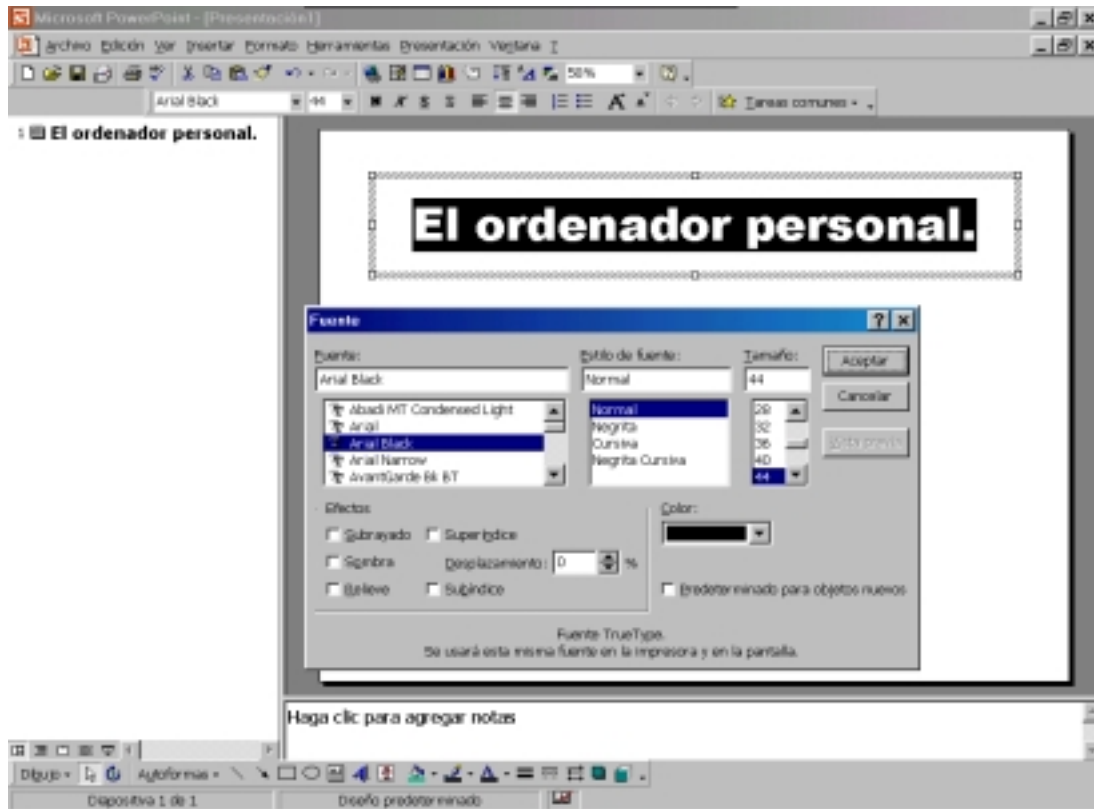 Microsoft PowerPoint - [Presentación1]
Archivo Edición Ver Insertar Formato Herramientas Presentación Ventana ?
50%
Arial Black 44 N K S S Tareas comunes
1 El ordenador personal.
El ordenador personal.
Fuente
Fuente: Estilo de fuente: Tamaño:
Arial Black Normal 44
Aceptar
Cancelar
Vista previa
Abadi MT Condensed Light
Arial
Arial Black
Arial Narrow
AvantGarde Bk BT
Normal
Negrita
Cursiva
Negrita Cursiva
28
32
36
40
44
Efectos
Subrayado Superíndice
Sombra Desplazamiento: 0 %
Relieve Subíndice
Color:
Predeterminado para objetos nuevos
Fuente TrueType.
Se usará esta misma fuente en la impresora y en la pantalla.
Haga clic para agregar notas
Dibujo Autoformas
Diapositiva 1 de 1 Diseño predeterminado